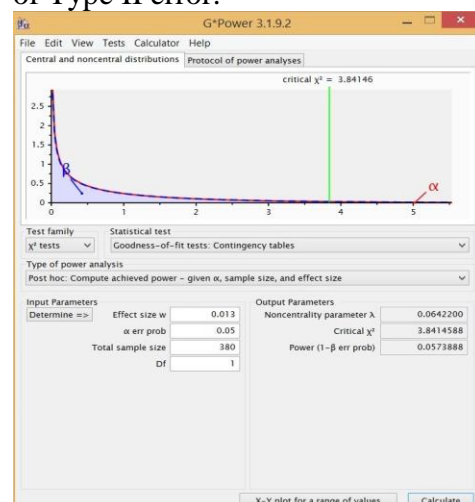 or Type II error.
G*Power 3.1.9.2
File Edit View Tests Calculator Help
Central and noncentral distributions Protocol of power analyses
critical χ² = 3.84146
2.5
2
1.5
1
0.5
0
β
α
0 1 2 3 4 5
Test family Statistical test
χ² tests Goodness-of-fit tests: Contingency tables
Type of power analysis
Post hoc: Compute achieved power - given α, sample size, and effect size
Input Parameters Output Parameters
Determine => Effect size w 0.013 Noncentrality parameter λ 0.0642200
α err prob 0.05 Critical χ² 3.8414588
Total sample size 380 Power (1-β err prob) 0.0573888
Df 1
X-Y plot for a range of values Calculate